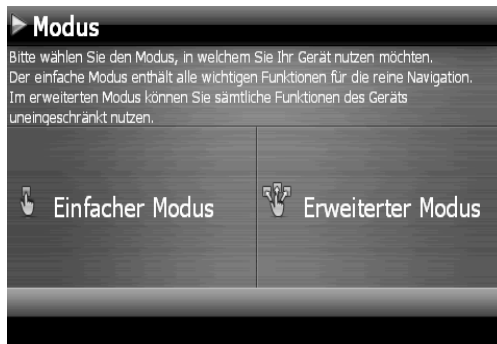 Modus
Bitte wählen Sie den Modus, in welchem Sie Ihr Gerät nutzen möchten.
Der einfache Modus enthält alle wichtigen Funktionen für die reine Navigation.
Im erweiterten Modus können Sie sämtliche Funktionen des Geräts
uneingeschränkt nutzen.
Einfacher Modus
Erweiterter Modus